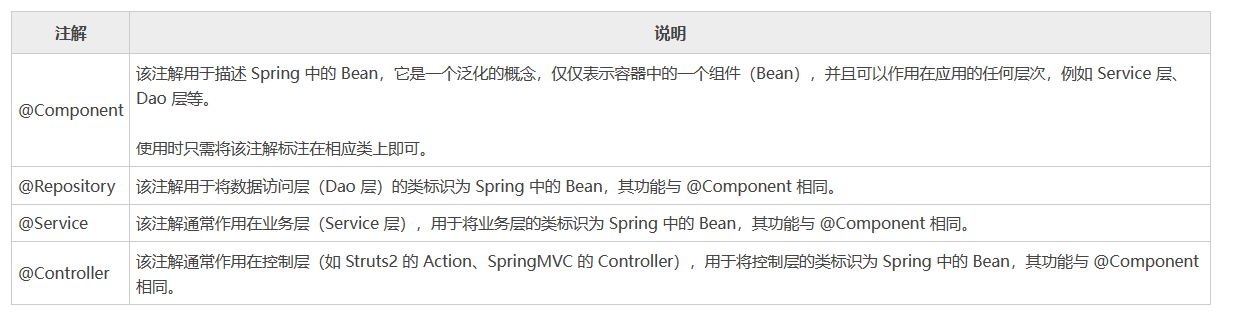 注解
说明
@Component
该注解用于描述 Spring 中的 Bean，它是一个泛化的概念，仅仅表示容器中的一个组件（Bean），并且可以作用在应用的任何层次，例如 Service 层、
Dao 层等。
使用时只需将该注解标注在相应类上即可。
@Repository
该注解用于将数据访问层（Dao 层）的类标识为 Spring 中的 Bean，其功能与 @Component 相同。
@Service
该注解通常作用在业务层（Service 层），用于将业务层的类标识为 Spring 中的 Bean，其功能与 @Component 相同。
@Controller
该注解通常作用在控制层（如 Struts2 的 Action、SpringMVC 的 Controller），用于将控制层的类标识为 Spring 中的 Bean，其功能与 @Component
相同。